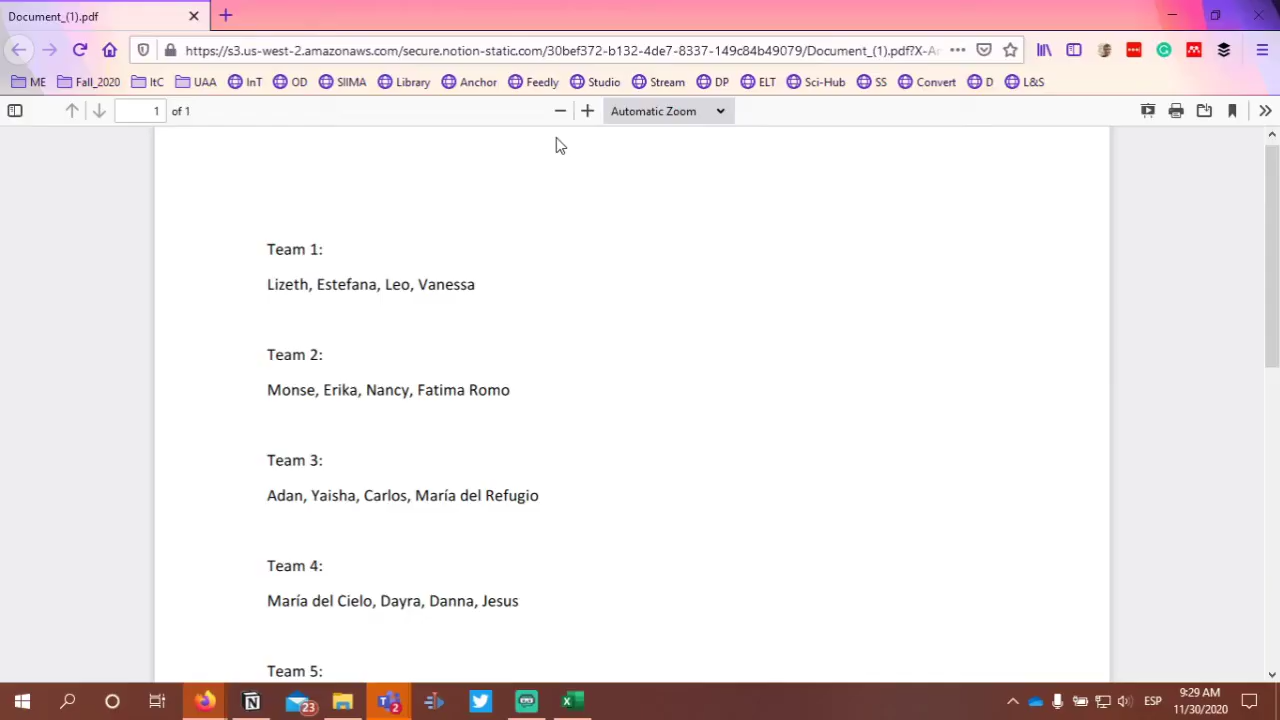 Document_(1).pdf
https://s3.us-west-2.amazonaws.com/secure.notion-static.com/30bef372-b132-4de7-8337-149c84b49079/Document_(1).pdf?X-An
ME Fall_2020 ItC UAA InT OD SIIMA Library Anchor Feedly Studio Stream DP ELT Sci-Hub SS Convert D L&S
1 of 1 Automatic Zoom
Team 1:
Lizeth, Estefana, Leo, Vanessa
Team 2:
Monse, Erika, Nancy, Fatima Romo
Team 3:
Adan, Yaisha, Carlos, María del Refugio
Team 4:
María del Cielo, Dayra, Danna, Jesus
Team 5:
23 2 ESP 9:29 AM
11/30/2020